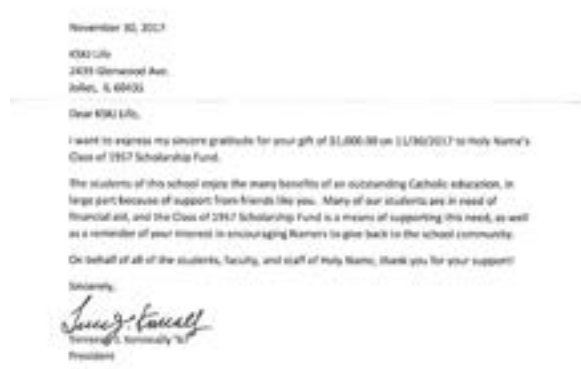 November 30, 2017
KSKJ Life
2439 Glenwood Ave.
Joliet, IL 60435
Dear KSKJ Life,
I want to express my sincere gratitude for your gift of $1,000.00 on 11/30/2017 to Holy Name's
Class of 1957 Scholarship Fund.
The students of this school enjoy the many benefits of an outstanding Catholic education, in
large part because of support from friends like you. Many of our students are in need of
financial aid, and the Class of 1957 Scholarship Fund is a means of supporting this need, as well
as a reminder of your interest in encouraging Namers to give back to the school community.
On behalf of all of the students, faculty, and staff of Holy Name, thank you for your support!
Sincerely,
President